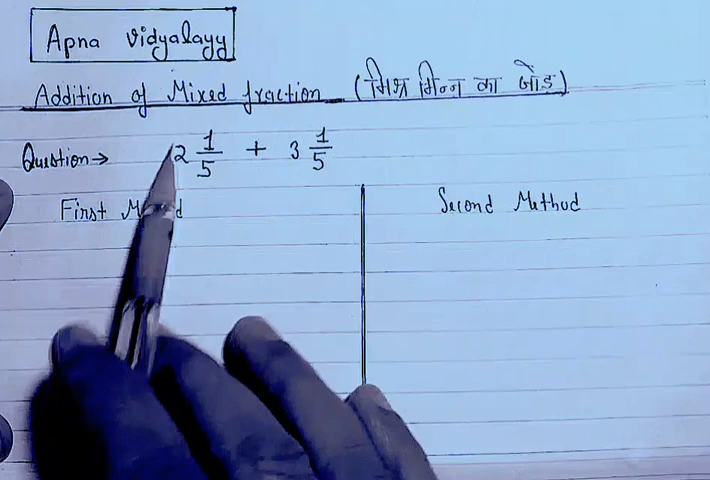 Apna Vidyalayy
Addition of Mixed fraction (मिश्र भिन्न का जोड़)
Question→ 2 1/5 + 3 1/5
First Second Method